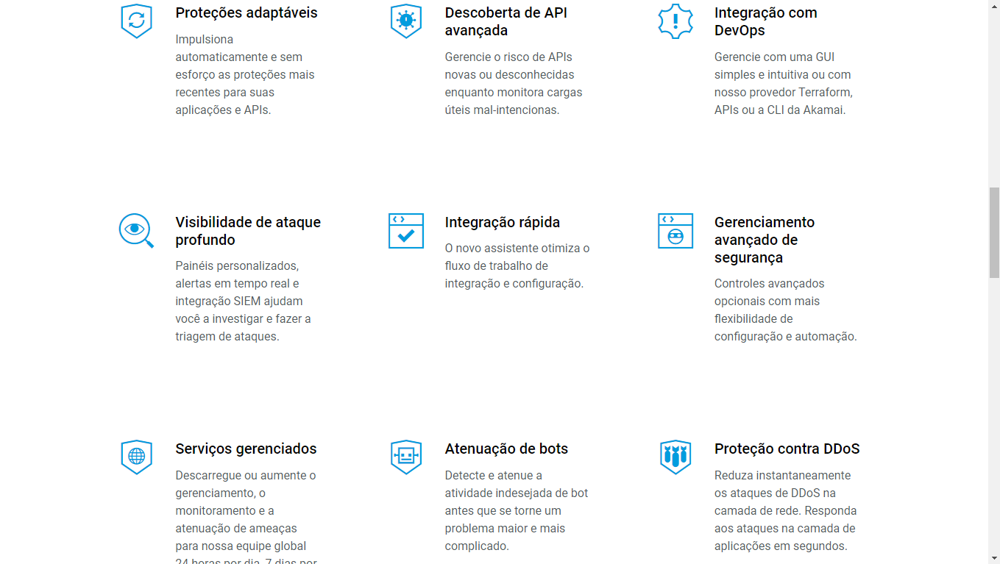 Proteções adaptáveis
Impulsiona
automaticamente e sem
esforço as proteções mais
recentes para suas
aplicações e APIs.
Descoberta de API
avançada
Gerencie o risco de APIs
novas ou desconhecidas
enquanto monitora cargas
úteis mal-intencionas.
Integração com
DevOps
Gerencie com uma GUI
simples e intuitiva ou com
nosso provedor Terraform,
APIs ou a CLI da Akamai.
Visibilidade de ataque
profundo
Painéis personalizados,
alertas em tempo real e
integração SIEM ajudam
você a investigar e fazer a
triagem de ataques.
Integração rápida
O novo assistente otimiza o
fluxo de trabalho de
integração e configuração.
Gerenciamento
avançado de
segurança
Controles avançados
opcionais com mais
flexibilidade de
configuração e automação.
Serviços gerenciados
Descarregue ou aumente o
gerenciamento, o
monitoramento e a
atenuação de ameaças
para nossa equipe global
24 horas por dia, 7 dias por
Atenuação de bots
Detecte e atenue a
atividade indesejada de bot
antes que se torne um
problema maior e mais
complicado.
Proteção contra DDoS
Reduza instantaneamente
os ataques de DDoS na
camada de rede. Responda
aos ataques na camada de
aplicações em segundos.